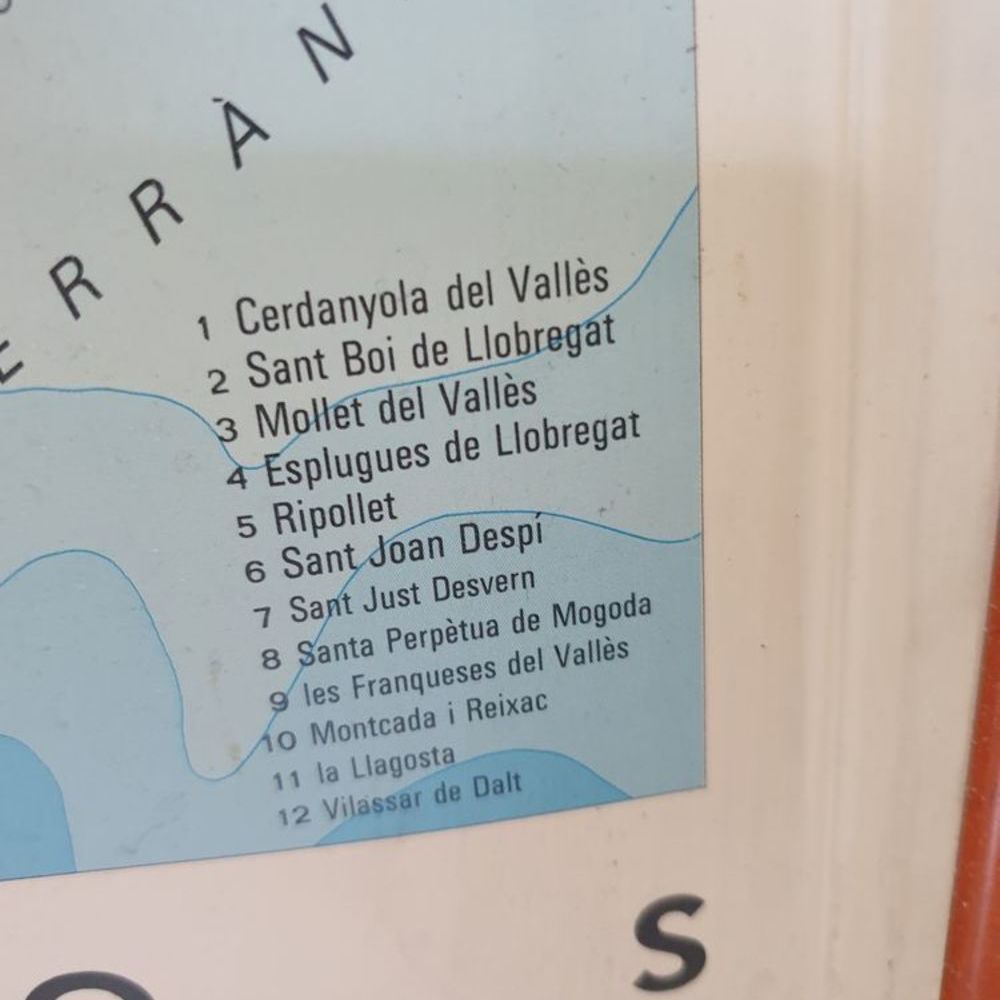 ERRÀN
1 Cerdanyola del Vallès
2 Sant Boi de Llobregat
3 Mollet del Vallès
4 Esplugues de Llobregat
5 Ripollet
6 Sant Joan Despí
7 Sant Just Desvern
8 Santa Perpètua de Mogoda
9 les Franqueses del Vallès
10 Montcada i Reixac
11 la Llagosta
12 Vilassar de Dalt
S